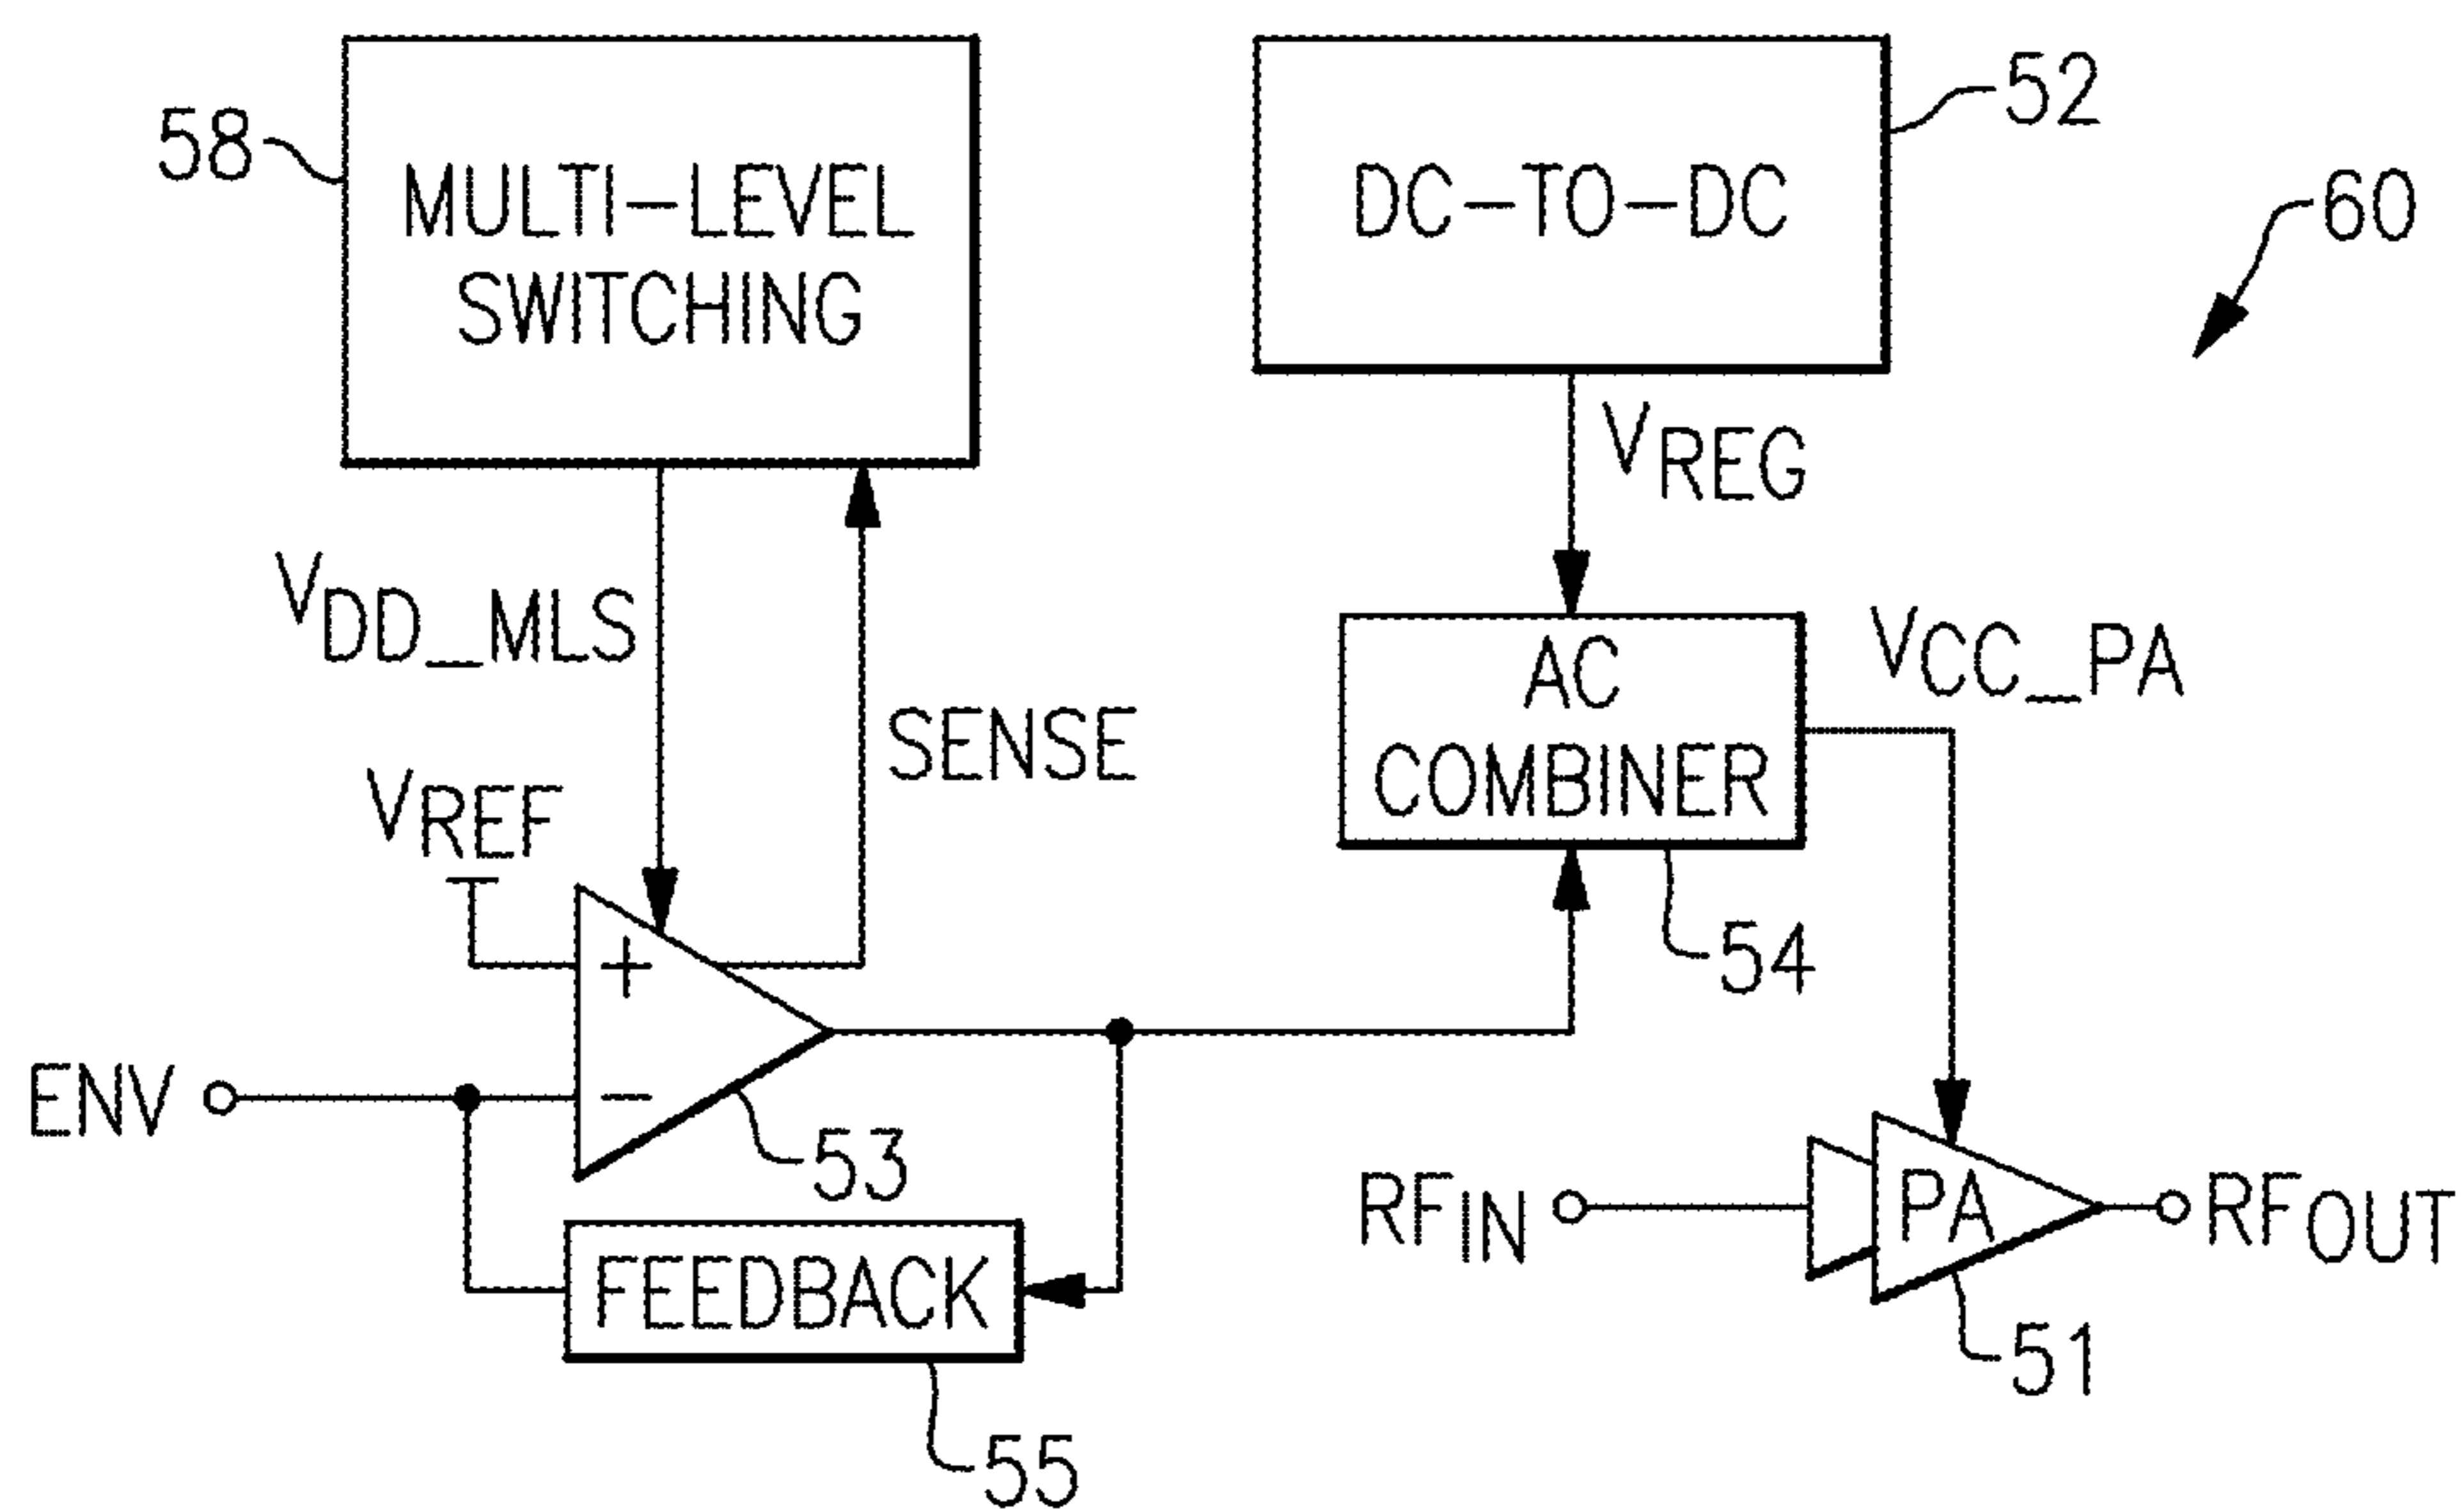 58
MULTI-LEVEL
SWITCHING
DC-TO-DC
52
60
VREG
VDD_MLS
SENSE
VREF
AC
COMBINER
VCC_PA
54
+
−
ENV
53
FEEDBACK
55
RFIN
PA
RFOUT
51